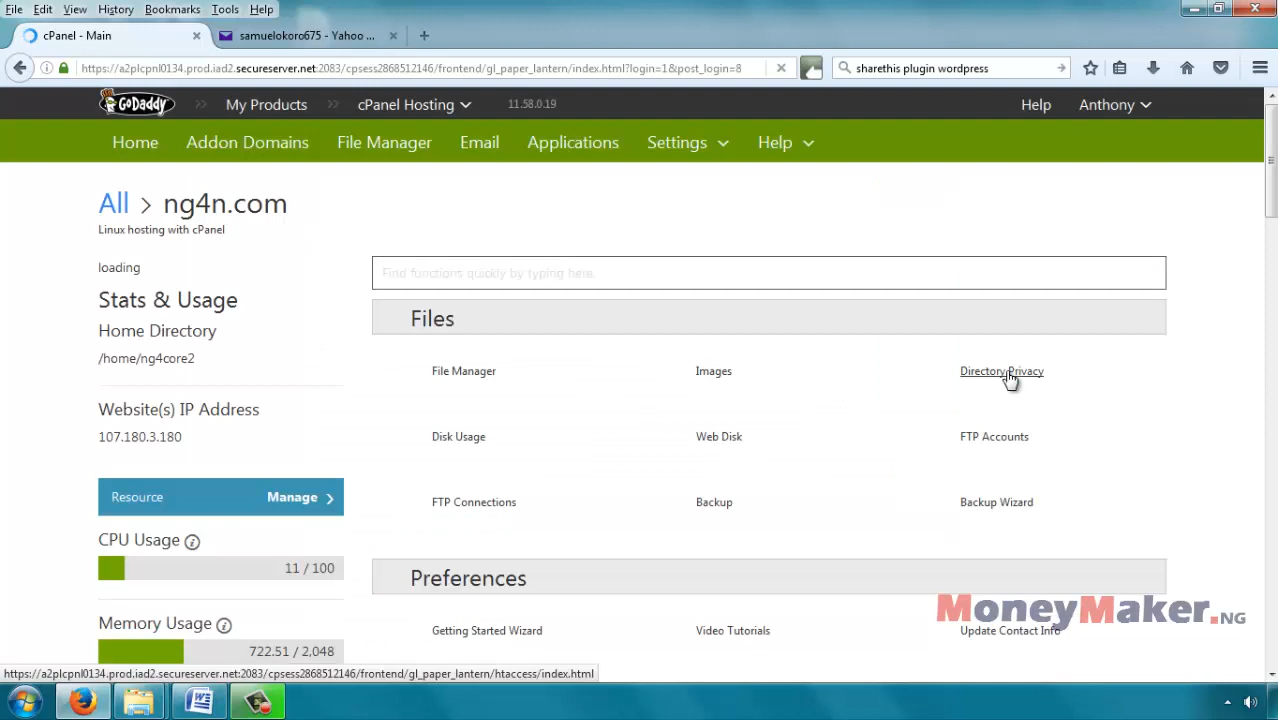 File Edit View History Bookmarks Tools Help
cPanel - Main
samuelokoro675 - Yahoo ...
https://a2plcpnl0134.prod.iad2.secureserver.net:2083/cpsess2868512146/frontend/gl_paper_lantern/index.html?login=1&post_login=8
sharethis plugin wordpress
GoDaddy
My Products
cPanel Hosting
11.58.0.19
Help
Anthony
Home
Addon Domains
File Manager
Email
Applications
Settings
Help
All > ng4n.com
Linux hosting with cPanel
loading
Find functions quickly by typing here.
Stats & Usage
Home Directory
/home/ng4core2
Website(s) IP Address
107.180.3.180
Resource
Manage
CPU Usage
11 / 100
Memory Usage
722.51 / 2,048
Files
File Manager
Images
Directory Privacy
Disk Usage
Web Disk
FTP Accounts
FTP Connections
Backup
Backup Wizard
Preferences
Getting Started Wizard
Video Tutorials
Update Contact Info
MoneyMaker.NG
https://a2plcpnl0134.prod.iad2.secureserver.net:2083/cpsess2868512146/frontend/gl_paper_lantern/htaccess/index.html